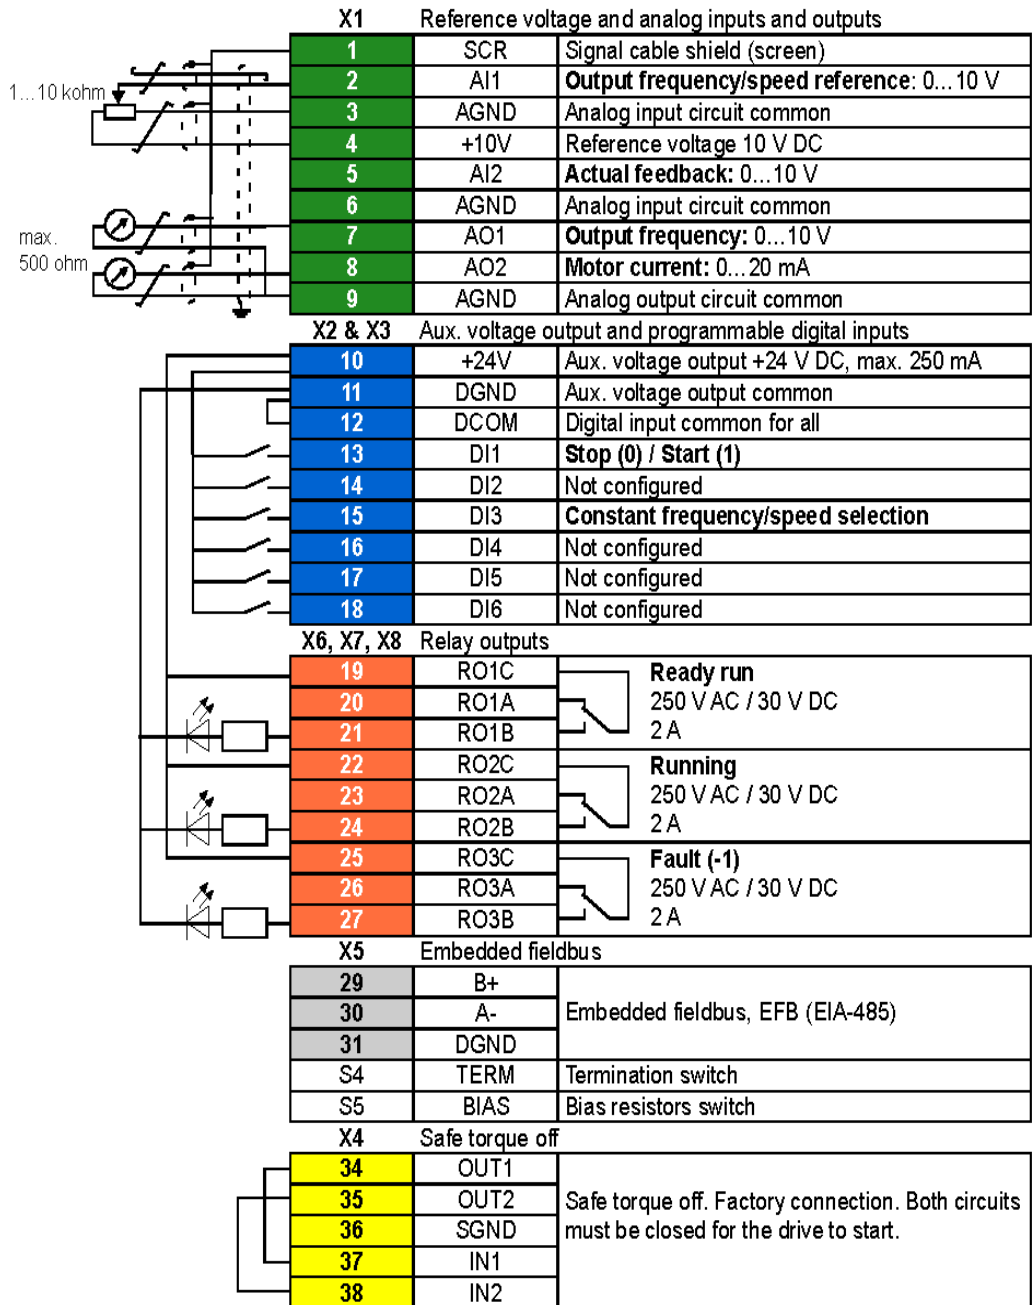 X1 Reference voltage and analog inputs and outputs
1 SCR Signal cable shield (screen)
2 AI1 Output frequency/speed reference: 0...10 V
1...10 kohm
3 AGND Analog input circuit common
4 +10V Reference voltage 10 V DC
5 AI2 Actual feedback: 0...10 V
6 AGND Analog input circuit common
7 AO1 Output frequency: 0...10 V
max.
500 ohm
8 AO2 Motor current: 0...20 mA
9 AGND Analog output circuit common
X2 & X3 Aux. voltage output and programmable digital inputs
10 +24V Aux. voltage output +24 V DC, max. 250 mA
11 DGND Aux. voltage output common
12 DCOM Digital input common for all
13 DI1 Stop (0) / Start (1)
14 DI2 Not configured
15 DI3 Constant frequency/speed selection
16 DI4 Not configured
17 DI5 Not configured
18 DI6 Not configured
X6, X7, X8 Relay outputs
19 RO1C Ready run
20 RO1A 250 V AC / 30 V DC
21 RO1B 2 A
22 RO2C Running
23 RO2A 250 V AC / 30 V DC
24 RO2B 2 A
25 RO3C Fault (-1)
26 RO3A 250 V AC / 30 V DC
27 RO3B 2 A
X5 Embedded fieldbus
29 B+
30 A- Embedded fieldbus, EFB (EIA-485)
31 DGND
S4 TERM Termination switch
S5 BIAS Bias resistors switch
X4 Safe torque off
34 OUT1
35 OUT2 Safe torque off. Factory connection. Both circuits
36 SGND must be closed for the drive to start.
37 IN1
38 IN2